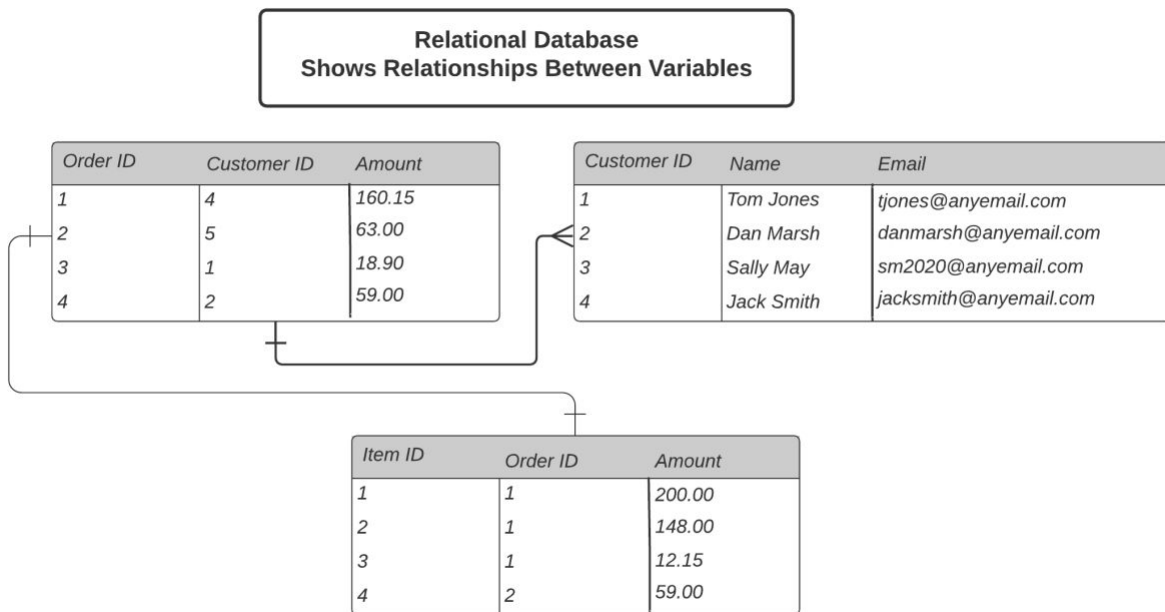 Relational Database
Shows Relationships Between Variables
Order ID Customer ID Amount
1 4 160.15
2 5 63.00
3 1 18.90
4 2 59.00
Customer ID Name Email
1 Tom Jones tjones@anyemail.com
2 Dan Marsh danmarsh@anyemail.com
3 Sally May sm2020@anyemail.com
4 Jack Smith jacksmith@anyemail.com
Item ID Order ID Amount
1 1 200.00
2 1 148.00
3 1 12.15
4 2 59.00